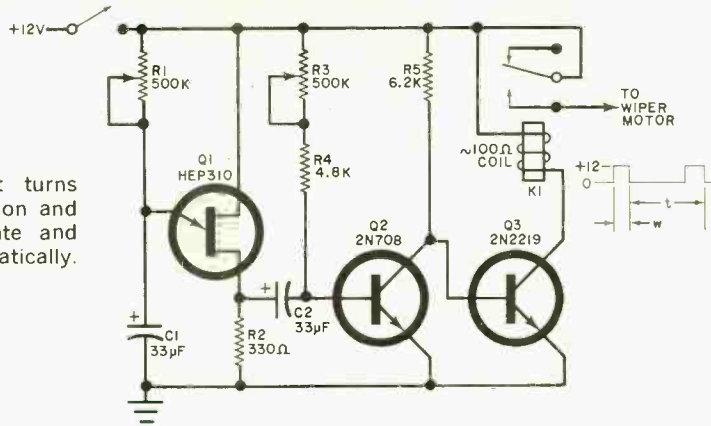 +12V
R1
500K
R3
500K
R5
6.2K
TO
WIPER
MOTOR
t turns
on and
te and
atically.
Q1
HEP310
R4
4.8K
~100Ω
COIL
K1
+12
0
t
w
Q2
2N708
Q3
2N2219
+
C1
33µF
R2
330Ω
+
C2
33µF